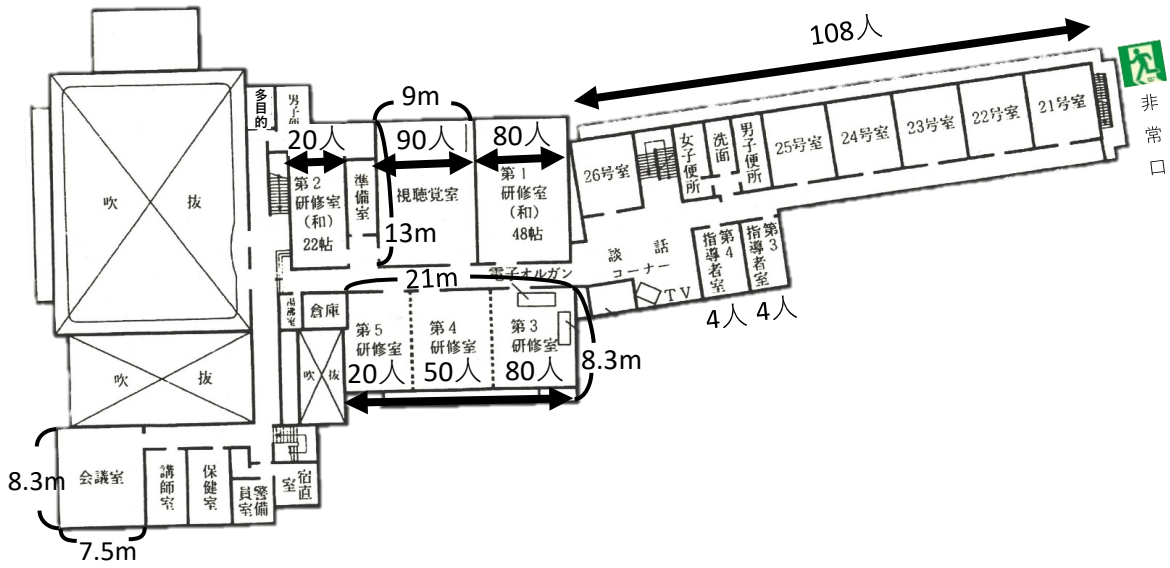 108人
非常口
9m
多目的
男子便
20人
90人
80人
第2
研修室
(和)
22帖
準備室
視聴覚室
第1
研修室
(和)
48帖
13m
26号室
女子便所
洗面
男子便所
25号室
24号室
23号室
22号室
21号室
吹 抜
談 話
コーナー
第4
指導者室
第3
指導者室
電子オルガン
TV
4人 4人
21m
湯沸室
倉庫
第5
研修室
第4
研修室
第3
研修室
20人 50人 80人
8.3m
吹 抜
吹 抜
8.3m
会議室
講師室
保健室
警備
員室
宿直
室
7.5m